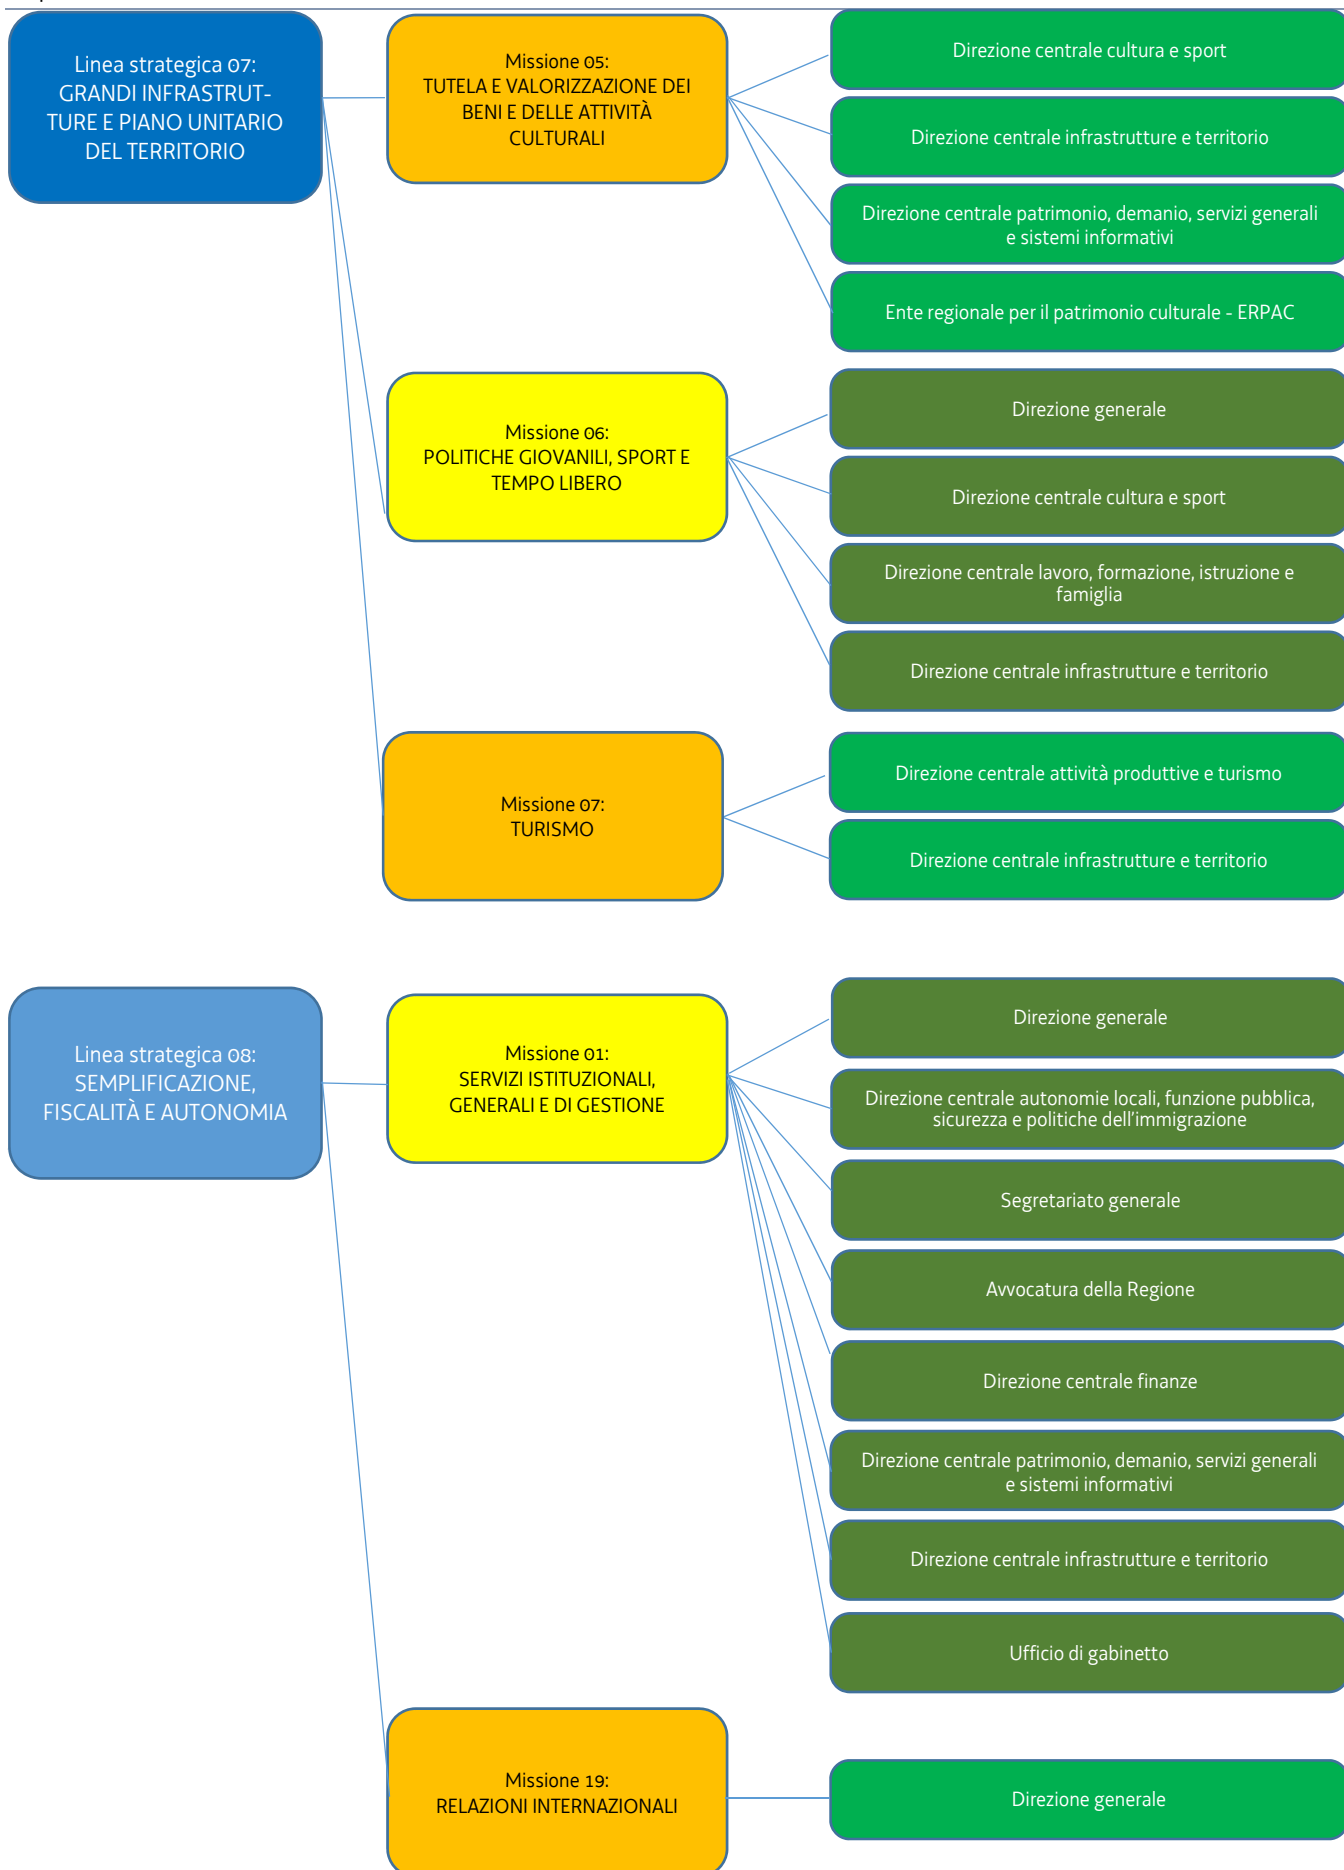 Linea strategica 07:
GRANDI INFRASTRUT-
TURE E PIANO UNITARIO
DEL TERRITORIO
Missione 05:
TUTELA E VALORIZZAZIONE DEI
BENI E DELLE ATTIVITÀ
CULTURALI
Direzione centrale cultura e sport
Direzione centrale infrastrutture e territorio
Direzione centrale patrimonio, demanio, servizi generali
e sistemi informativi
Ente regionale per il patrimonio culturale - ERPAC
Missione 06:
POLITICHE GIOVANILI, SPORT E
TEMPO LIBERO
Direzione generale
Direzione centrale cultura e sport
Direzione centrale lavoro, formazione, istruzione e
famiglia
Direzione centrale infrastrutture e territorio
Missione 07:
TURISMO
Direzione centrale attività produttive e turismo
Direzione centrale infrastrutture e territorio
Linea strategica 08:
SEMPLIFICAZIONE,
FISCALITÀ E AUTONOMIA
Missione 01:
SERVIZI ISTITUZIONALI,
GENERALI E DI GESTIONE
Direzione generale
Direzione centrale autonomie locali, funzione pubblica,
sicurezza e politiche dell'immigrazione
Segretariato generale
Avvocatura della Regione
Direzione centrale finanze
Direzione centrale patrimonio, demanio, servizi generali
e sistemi informativi
Direzione centrale infrastrutture e territorio
Ufficio di gabinetto
Missione 19:
RELAZIONI INTERNAZIONALI
Direzione generale